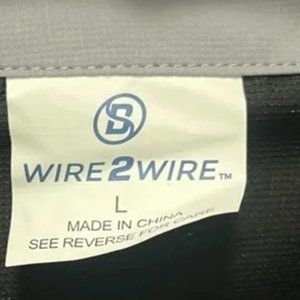 WIRE2WIRE™
L
MADE IN CHINA
SEE REVERSE FOR CARE